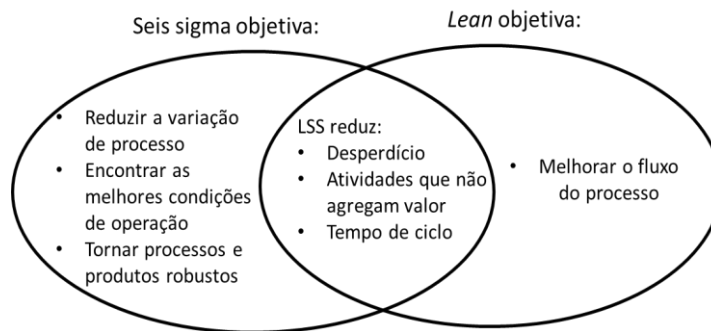 Seis sigma objetiva:
Lean objetiva:
• Reduzir a variação
de processo
• Encontrar as
melhores condições
de operação
• Tornar processos e
produtos robustos
LSS reduz:
• Desperdício
• Atividades que não
agregam valor
• Tempo de ciclo
• Melhorar o fluxo
do processo